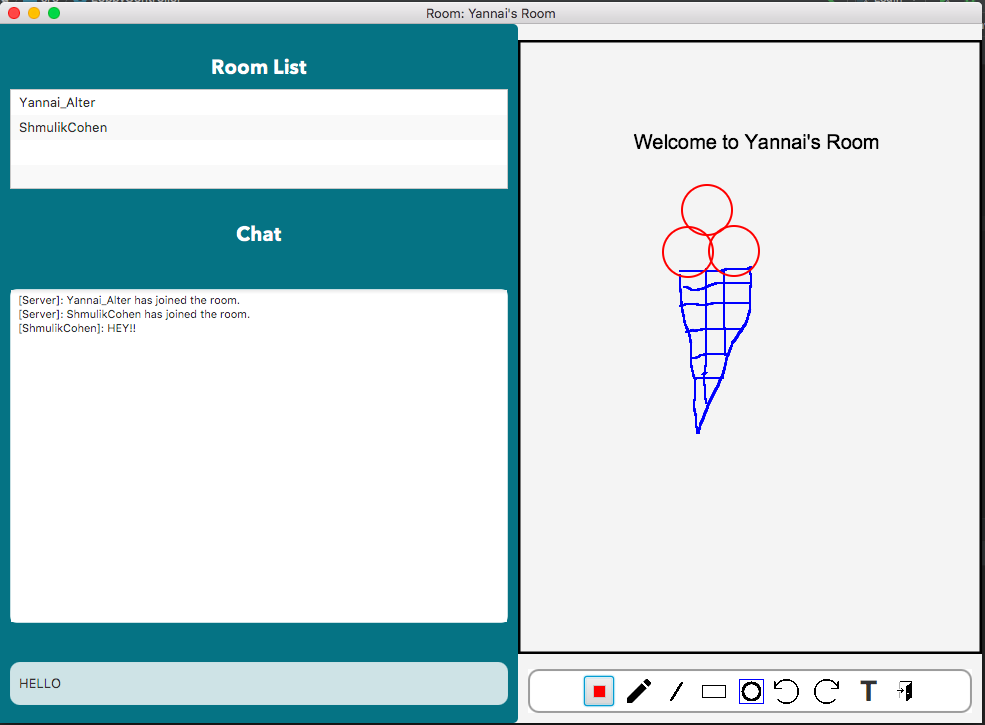 Room: Yannai's Room
Room List
Yannai_Alter
ShmulikCohen
Chat
[Server]: Yannai_Alter has joined the room.
[Server]: ShmulikCohen has joined the room.
[ShmulikCohen]: HEY!!
HELLO
Welcome to Yannai's Room
T